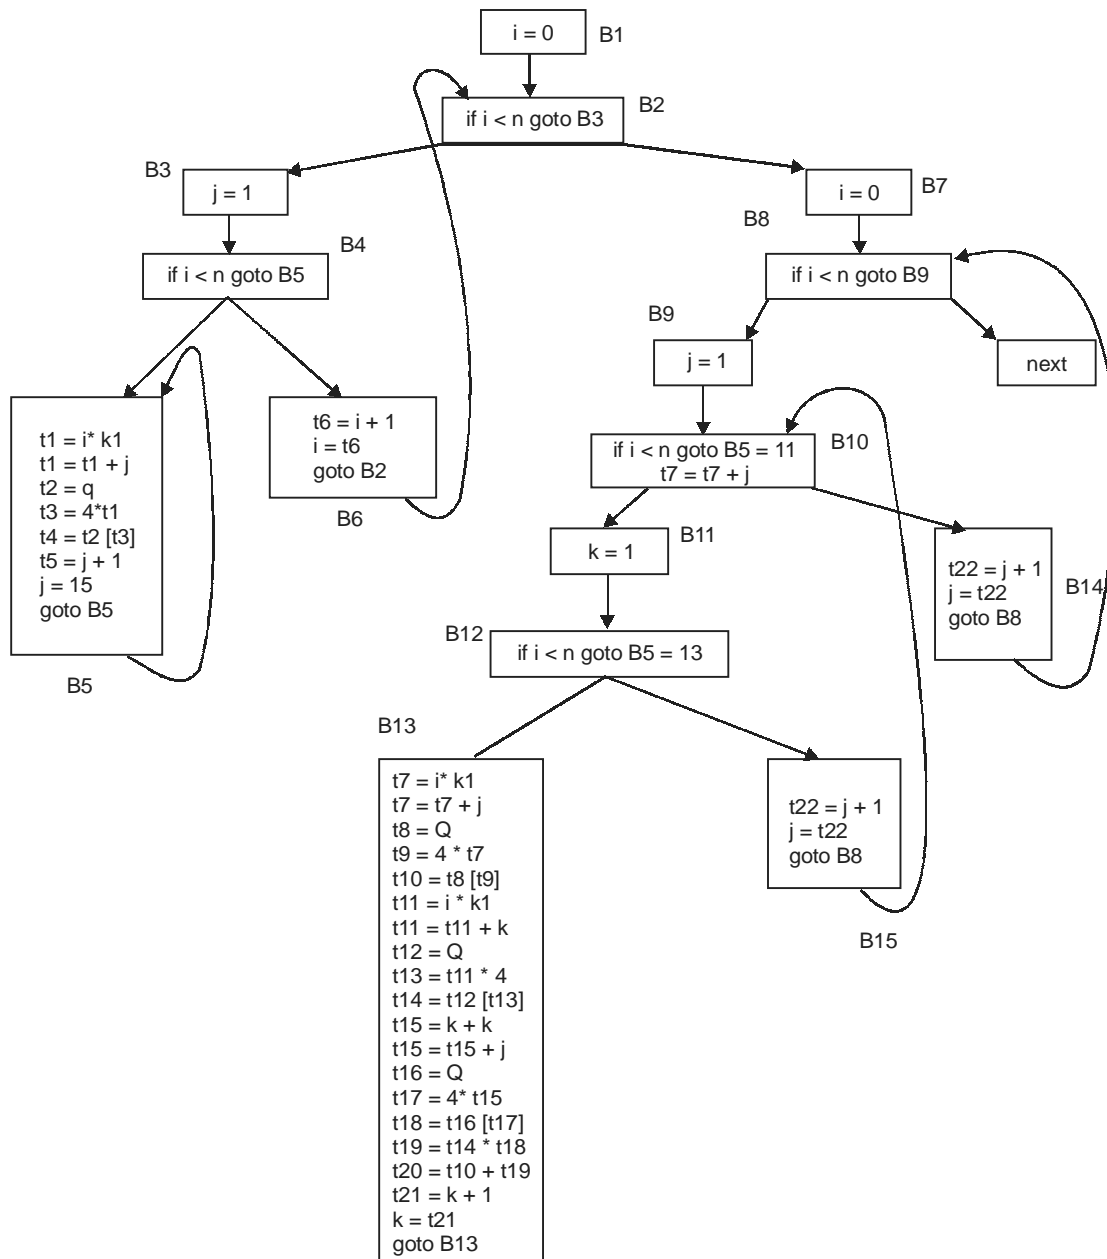 i = 0
B1
if i < n goto B3
B2
B3
j = 1
i = 0
B7
B4
if i < n goto B5
B8
if i < n goto B9
B9
j = 1
next
t1 = i* k1
t1 = t1 + j
t2 = q
t3 = 4*t1
t4 = t2 [t3]
t5 = j + 1
j = 15
goto B5
B5
t6 = i + 1
i = t6
goto B2
B6
if i < n goto B5 = 11
t7 = t7 + j
B10
k = 1
B11
t22 = j + 1
j = t22
goto B8
B14
B12
if i < n goto B5 = 13
B13
t7 = i* k1
t7 = t7 + j
t8 = Q
t9 = 4 * t7
t10 = t8 [t9]
t11 = i * k1
t11 = t11 + k
t12 = Q
t13 = t11 * 4
t14 = t12 [t13]
t15 = k + k
t15 = t15 + j
t16 = Q
t17 = 4* t15
t18 = t16 [t17]
t19 = t14 * t18
t20 = t10 + t19
t21 = k + 1
k = t21
goto B13
t22 = j + 1
j = t22
goto B8
B15